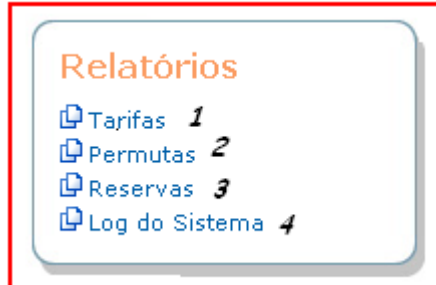 Relatórios
Tarifas 1
Permutas 2
Reservas 3
Log do Sistema 4